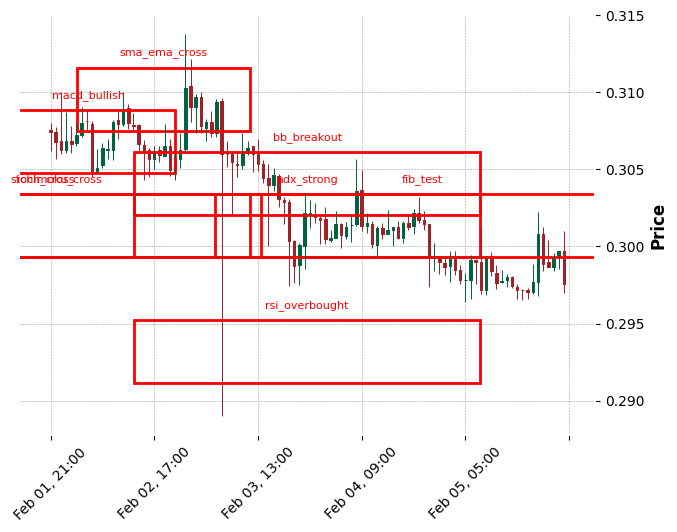 0.315
sma_ema_cross
macd_bullish
0.310
bb_breakout
0.305
adx_strong
fib_test
0.300
rsi_overbought
0.295
0.290
Price
Feb 01, 21:00
Feb 02, 17:00
Feb 03, 13:00
Feb 04, 09:00
Feb 05, 05:00